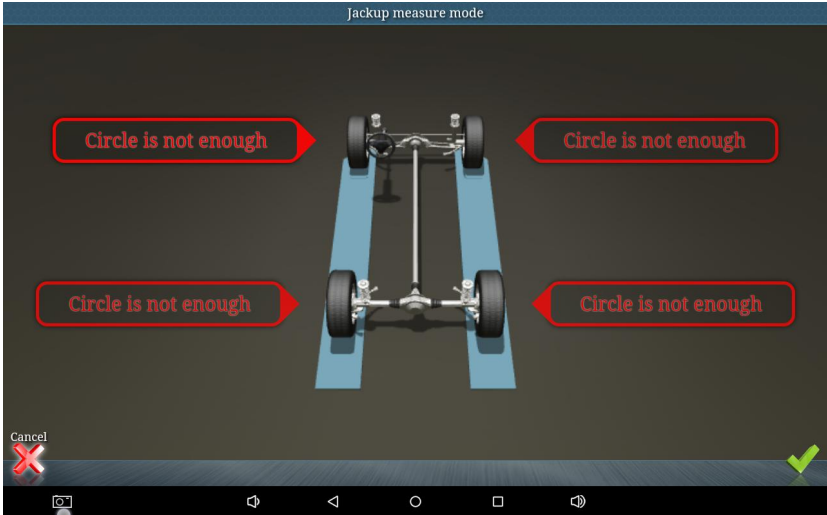 Jackup measure mode
Circle is not enough
Circle is not enough
Circle is not enough
Circle is not enough
Cancel